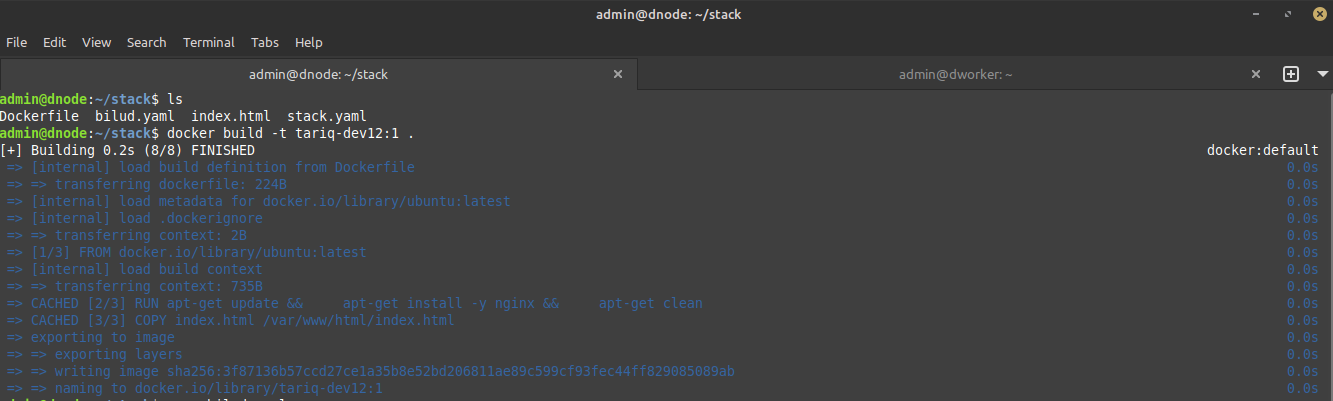 admin@dnode: ~/stack
File Edit View Search Terminal Tabs Help
admin@dnode: ~/stack admin@dworker: ~
admin@dnode:~/stack$ ls
Dockerfile bilud.yaml index.html stack.yaml
admin@dnode:~/stack$ docker build -t tariq-dev12:1 .
[+] Building 0.2s (8/8) FINISHED docker:default
=> [internal] load build definition from Dockerfile 0.0s
=> => transferring dockerfile: 224B 0.0s
=> [internal] load metadata for docker.io/library/ubuntu:latest 0.0s
=> [internal] load .dockerignore 0.0s
=> => transferring context: 2B 0.0s
=> [1/3] FROM docker.io/library/ubuntu:latest 0.0s
=> [internal] load build context 0.0s
=> => transferring context: 735B 0.0s
=> CACHED [2/3] RUN apt-get update && apt-get install -y nginx && apt-get clean 0.0s
=> CACHED [3/3] COPY index.html /var/www/html/index.html 0.0s
=> exporting to image 0.0s
=> => exporting layers 0.0s
=> => writing image sha256:3f87136b57ccd27ce1a35b8e52bd206811ae89c599cf93fec44ff829085089ab 0.0s
=> => naming to docker.io/library/tariq-dev12:1 0.0s